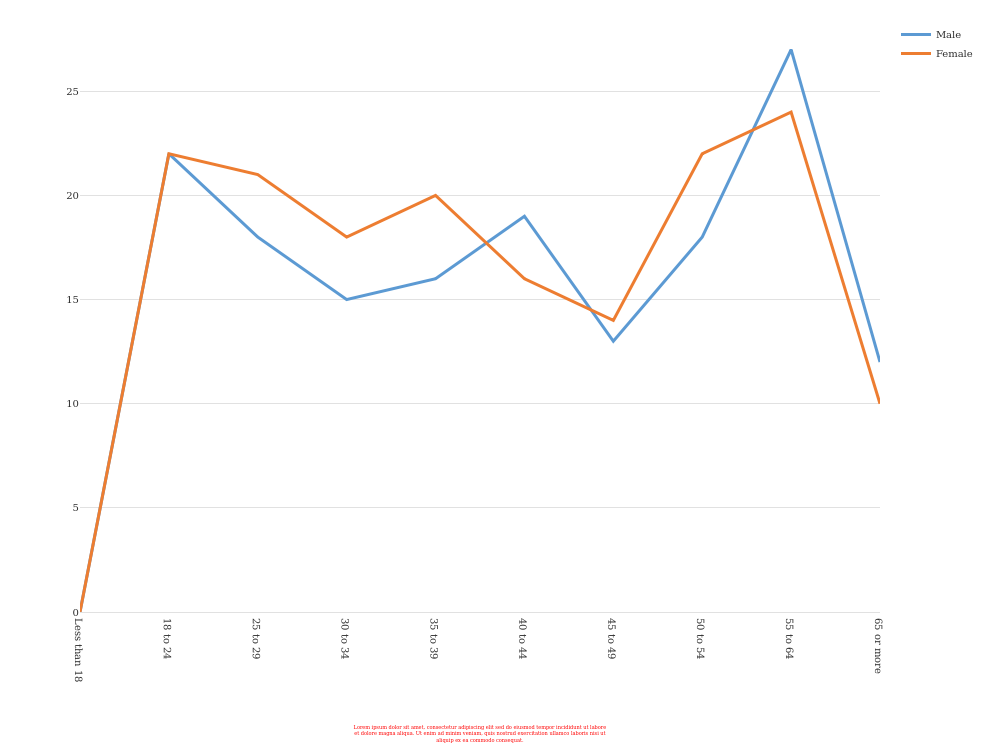 Male
Female
25
20
15
10
5
0
Less than 18
18 to 24
25 to 29
30 to 34
35 to 39
40 to 44
45 to 49
50 to 54
55 to 64
65 or more
Lorem ipsum dolor sit amet, consectetur adipiscing elit sed do eiusmod tempor incididunt ut labore
et dolore magna aliqua. Ut enim ad minim veniam, quis nostrud exercitation ullamco laboris nisi ut
aliquip ex ea commodo consequat.